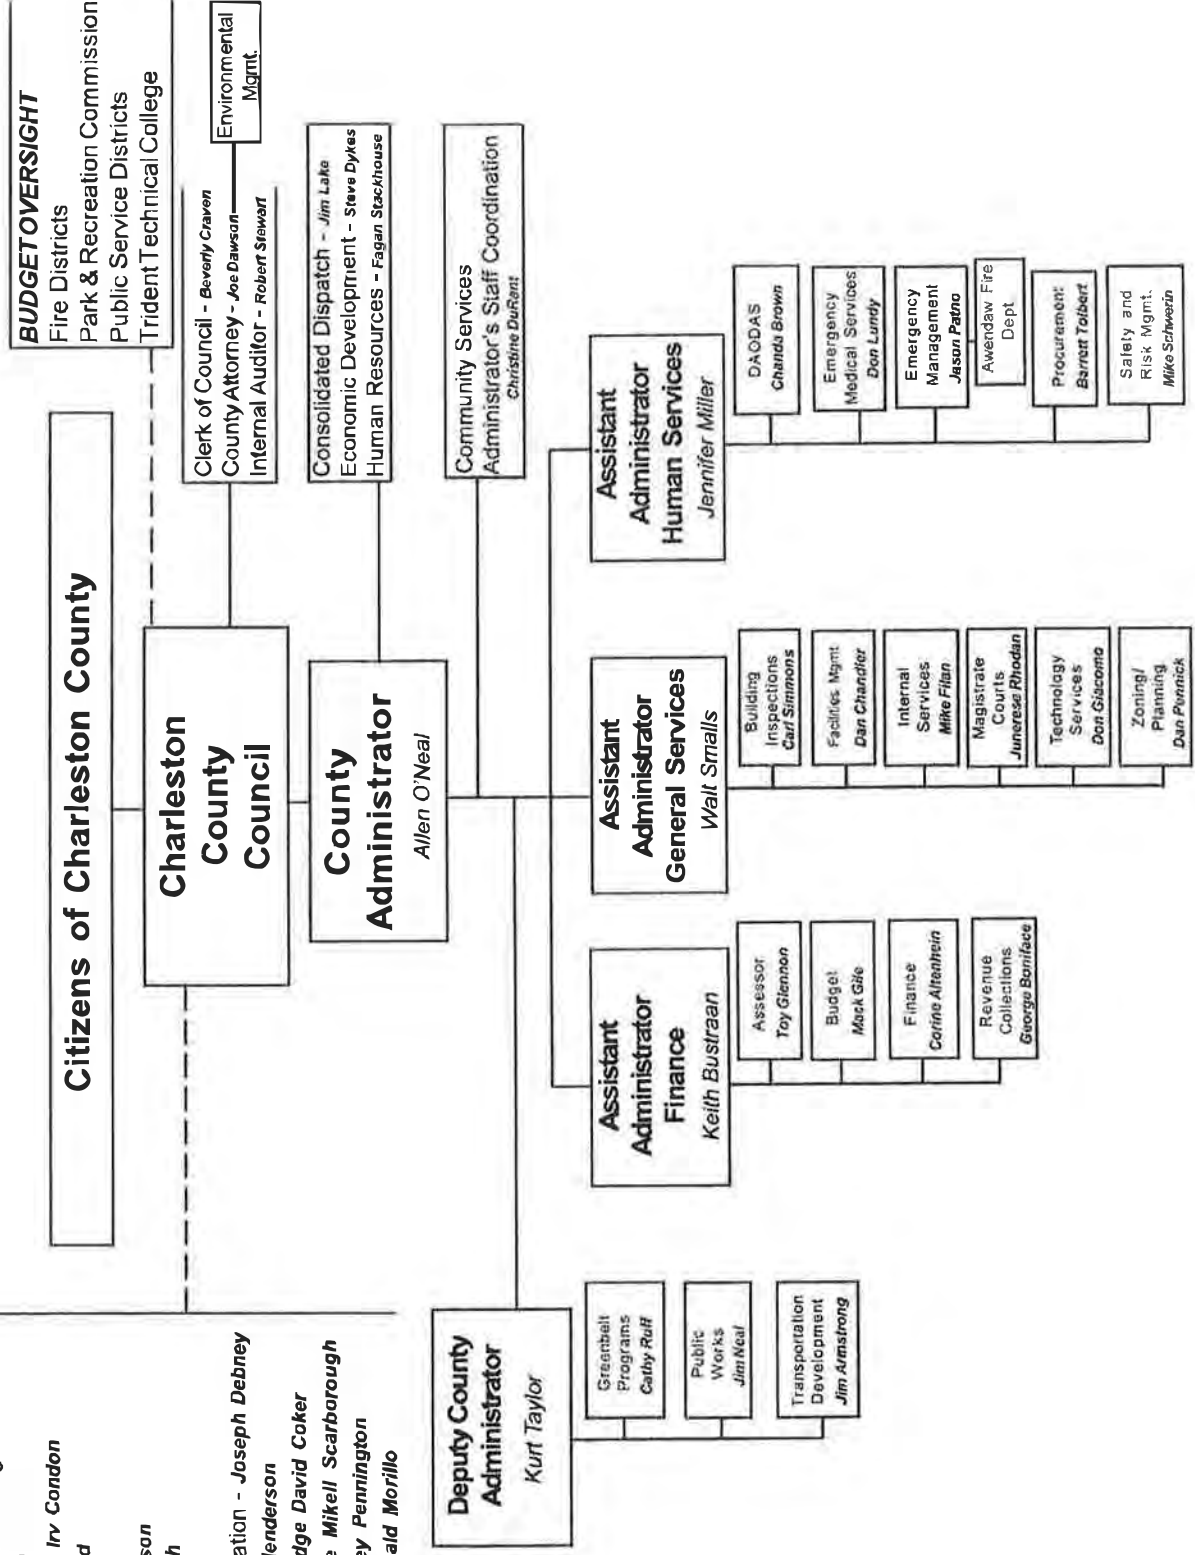 Citizens of Charleston County
BUDGET OVERSIGHT
Fire Districts
Park & Recreation Commission
Public Service Districts
Trident Technical College
Charleston
County
Council
Clerk of Council - Beverly Craven
County Attorney - Joe Dawson
Internal Auditor - Robert Stewart
Environmental
Mgmt.
County
Administrator
Allen O'Neal
Consolidated Dispatch - Jim Lake
Economic Development - Steve Dykes
Human Resources - Fagan Stackhouse
Community Services
Administrator's Staff Coordination
Christine DuRant
Irv Condon
son
ation - Joseph Debney
enderson
dge David Coker
e Mikell Scarborough
ey Pennington
ald Morillo
Deputy County
Administrator
Kurt Taylor
Greenbelt
Programs
Cathy Ruff
Public
Works
Jim Neal
Transportation
Development
Jim Armstrong
Assistant
Administrator
Finance
Keith Bustraan
Assessor
Toy Glennon
Budget
Mack Gile
Finance
Corine Altenhein
Revenue
Collections
George Boniface
Assistant
Administrator
General Services
Walt Smalls
Building
Inspections
Carl Simmons
Facilities Mgmt
Dan Chandler
Internal
Services
Mike Filan
Magistrate
Courts
Junerese Rhodan
Technology
Services
Don Giacomo
Zoning/
Planning
Dan Pennick
Assistant
Administrator
Human Services
Jennifer Miller
DAODAS
Chanda Brown
Emergency
Medical Services
Don Lundy
Emergency
Management
Jason Patno
Awendaw Fire
Dept
Procurement
Barrett Tolbert
Safety and
Risk Mgmt.
Mike Schwerin